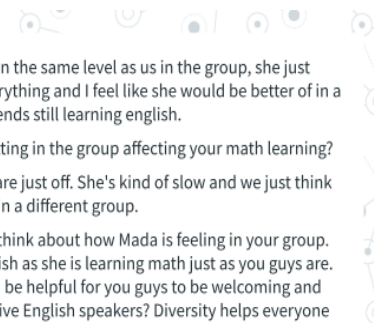 n the same level as us in the group, she just
rything and I feel like she would be better of in a
ends still learning english.
ting in the group affecting your math learning?
are just off. She's kind of slow and we just think
n a different group.
think about how Mada is feeling in your group.
ish as she is learning math just as you guys are.
be helpful for you guys to be welcoming and
ive English speakers? Diversity helps everyone